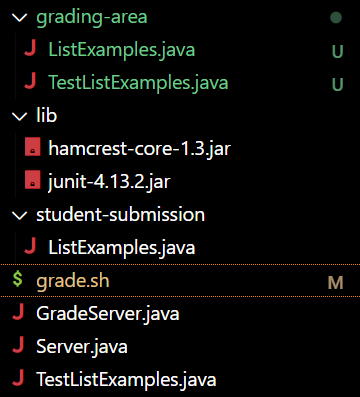 grading-area
J ListExamples.java U
J TestListExamples.java U
lib
hamcrest-core-1.3.jar
junit-4.13.2.jar
student-submission
J ListExamples.java
$ grade.sh M
J GradeServer.java
J Server.java
J TestListExamples.java